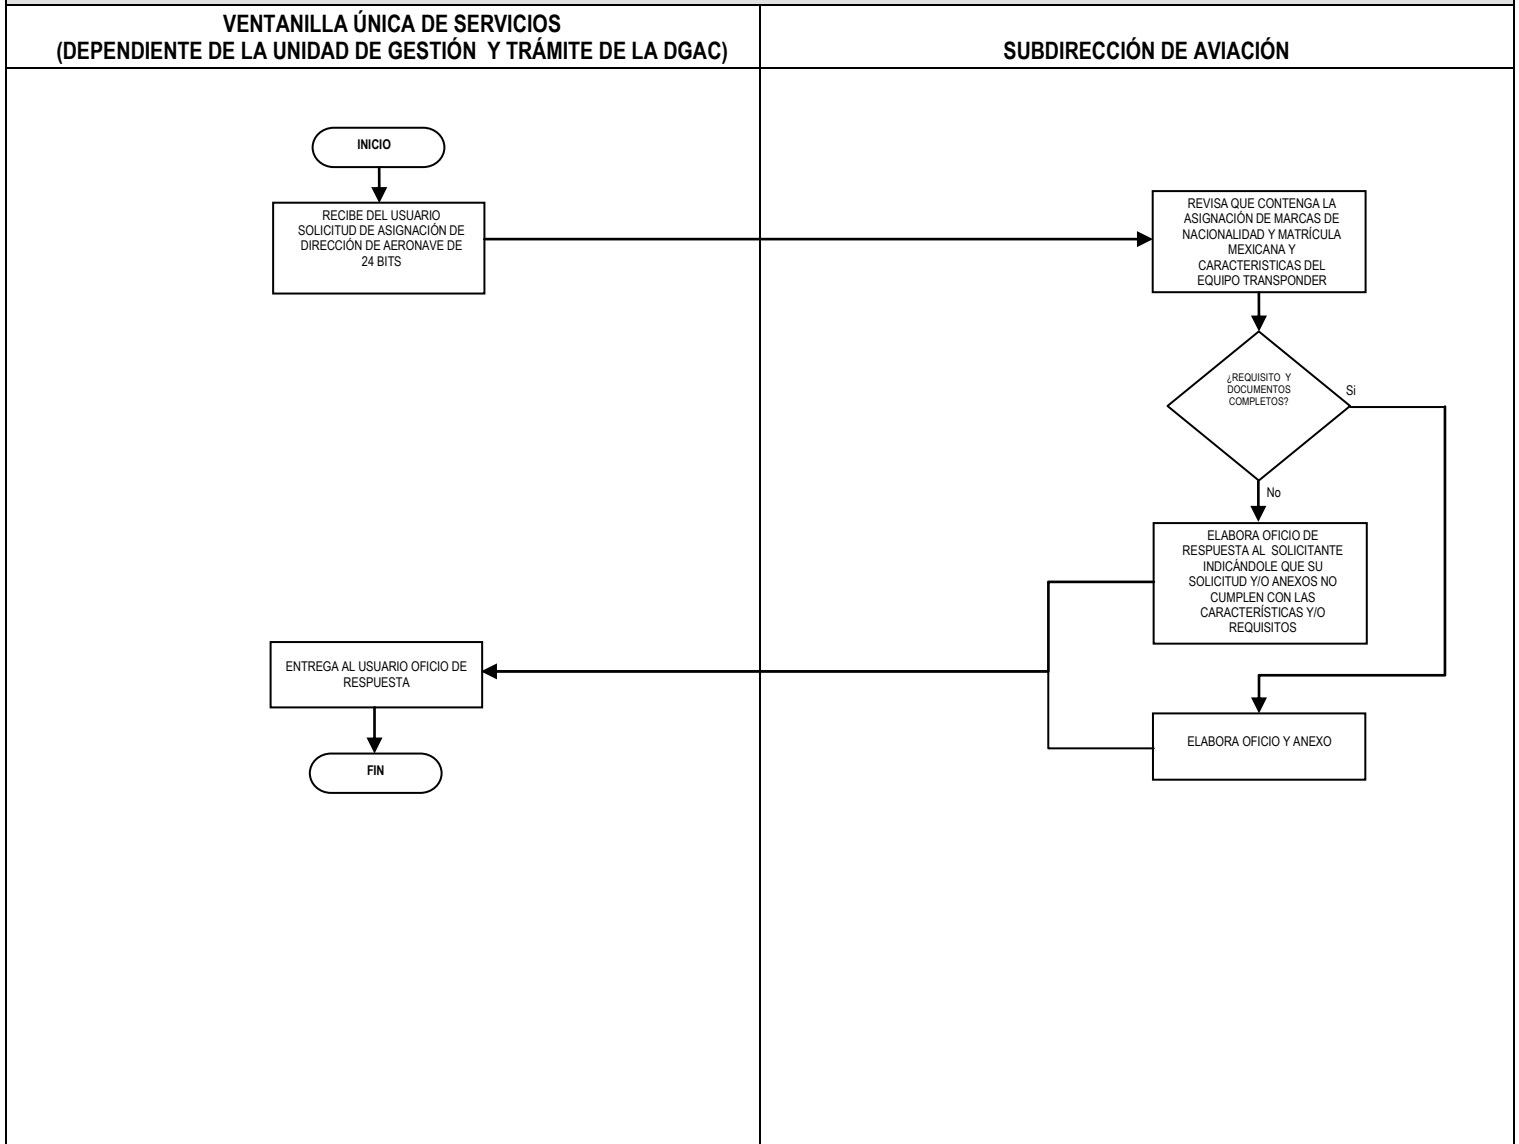 VENTANILLA ÚNICA DE SERVICIOS
(DEPENDIENTE DE LA UNIDAD DE GESTIÓN Y TRÁMITE DE LA DGAC)
SUBDIRECCIÓN DE AVIACIÓN
INICIO
RECIBE DEL USUARIO
SOLICITUD DE ASIGNACIÓN DE
DIRECCIÓN DE AERONAVE DE
24 BITS
REVISA QUE CONTENGA LA
ASIGNACIÓN DE MARCAS DE
NACIONALIDAD Y MATRÍCULA
MEXICANA Y
CARACTERISTICAS DEL
EQUIPO TRANSPONDER
¿REQUISITO Y
DOCUMENTOS
COMPLETOS?
Si
No
ELABORA OFICIO DE
RESPUESTA AL SOLICITANTE
INDICÁNDOLE QUE SU
SOLICITUD Y/O ANEXOS NO
CUMPLEN CON LAS
CARACTERÍSTICAS Y/O
REQUISITOS
ENTREGA AL USUARIO OFICIO DE
RESPUESTA
ELABORA OFICIO Y ANEXO
FIN